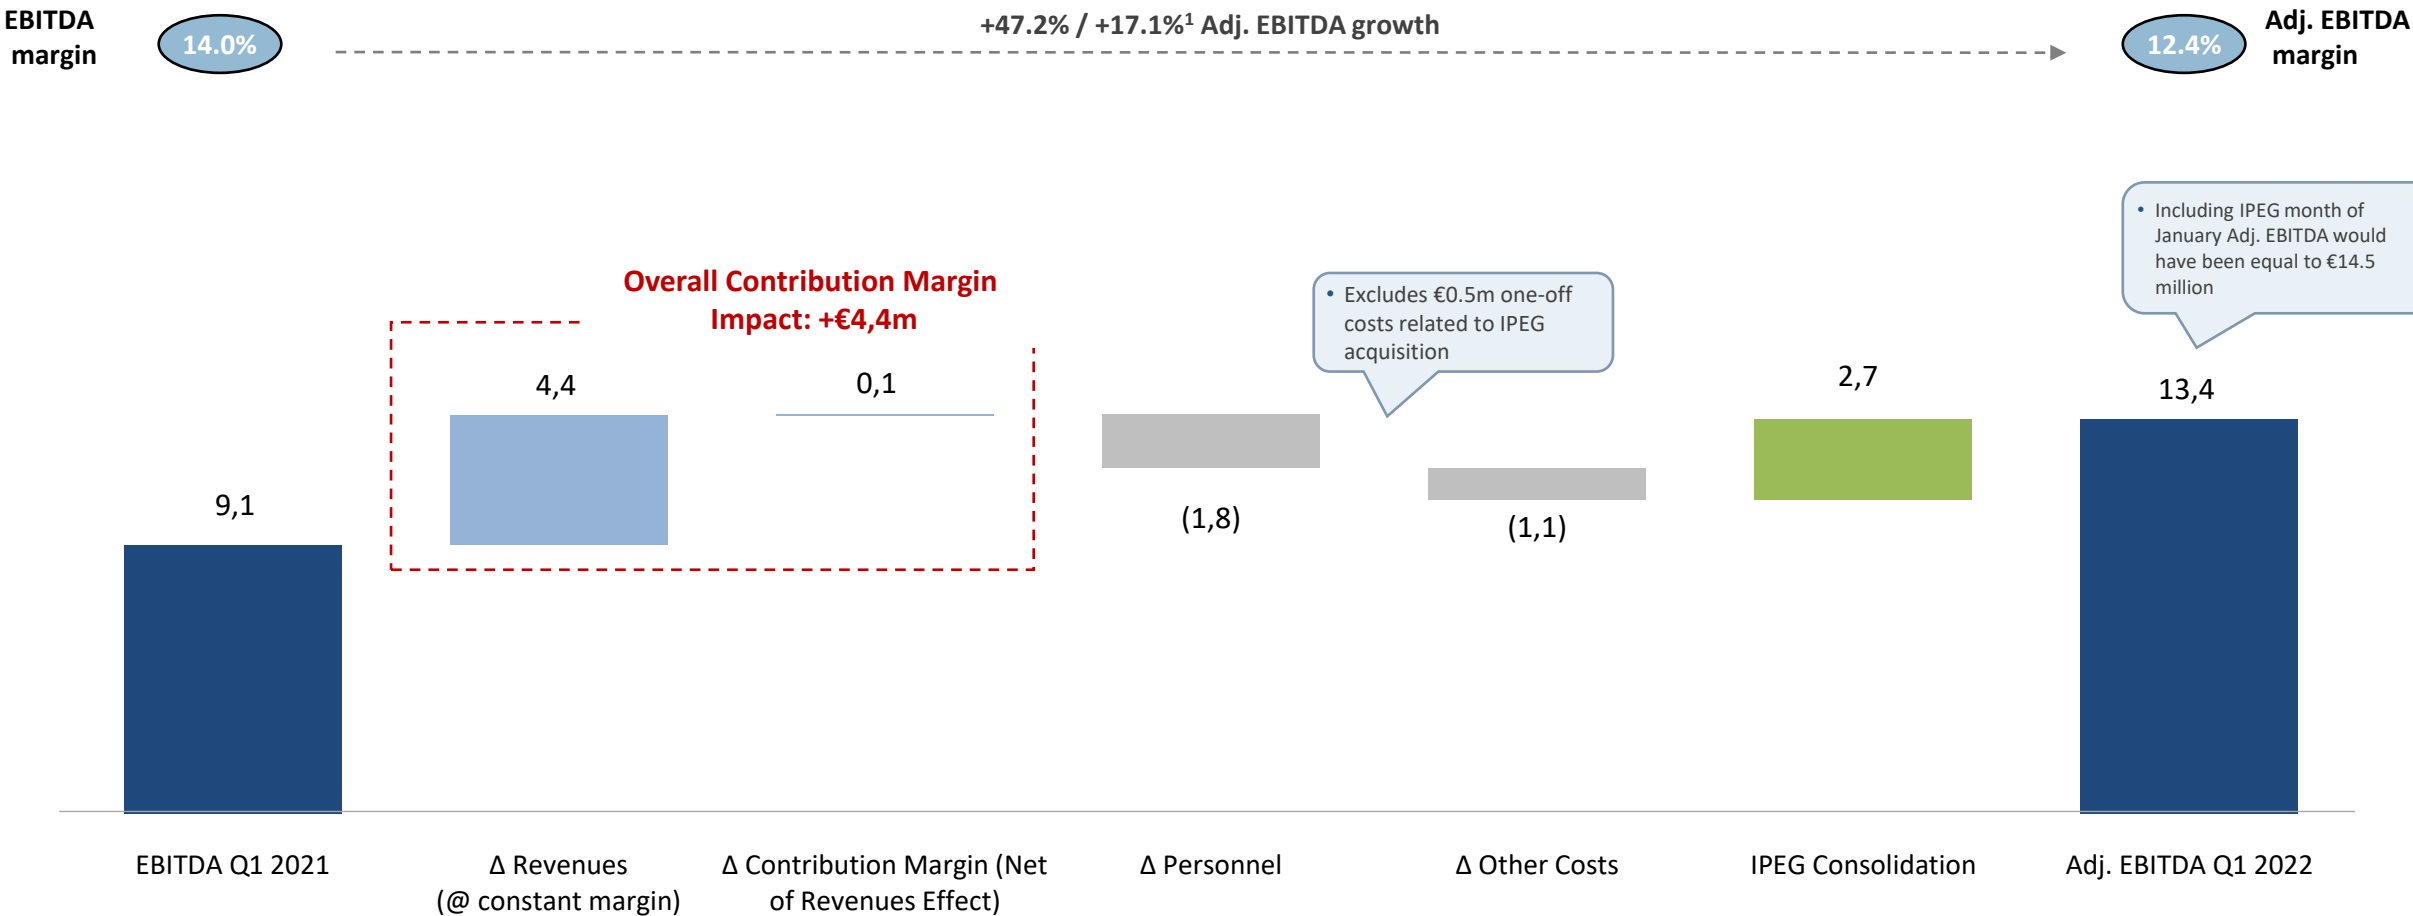 EBITDA
margin
14.0%
+47.2% / +17.1%¹ Adj. EBITDA growth
12.4%
Adj. EBITDA
margin
• Including IPEG month of
January Adj. EBITDA would
have been equal to €14.5
million
Overall Contribution Margin
Impact: +€4,4m
• Excludes €0.5m one-off
costs related to IPEG
acquisition
9,1
4,4
0,1
(1,8)
(1,1)
2,7
13,4
EBITDA Q1 2021
Δ Revenues
(@ constant margin)
Δ Contribution Margin (Net
of Revenues Effect)
Δ Personnel
Δ Other Costs
IPEG Consolidation
Adj. EBITDA Q1 2022